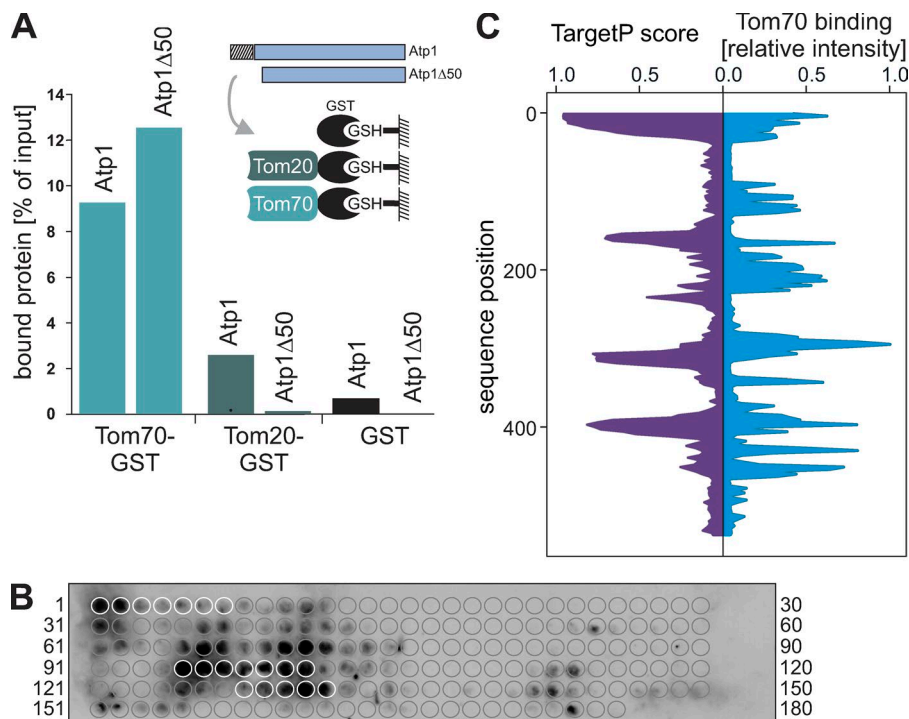 A
Atp1
Atp1Δ50
GST
GSH
Tom20
GSH
Tom70
GSH
bound protein [% of input]
14
12
10
8
6
4
2
0
Atp1
Atp1Δ50
Atp1
Atp1Δ50
Atp1
Atp1Δ50
Tom70-
GST
Tom20-
GST
GST
C
TargetP score
Tom70 binding
[relative intensity]
1.0 0.5 0.0 0.5 1.0
sequence position
0
200
400
B
1 30
31 60
61 90
91 120
121 150
151 180